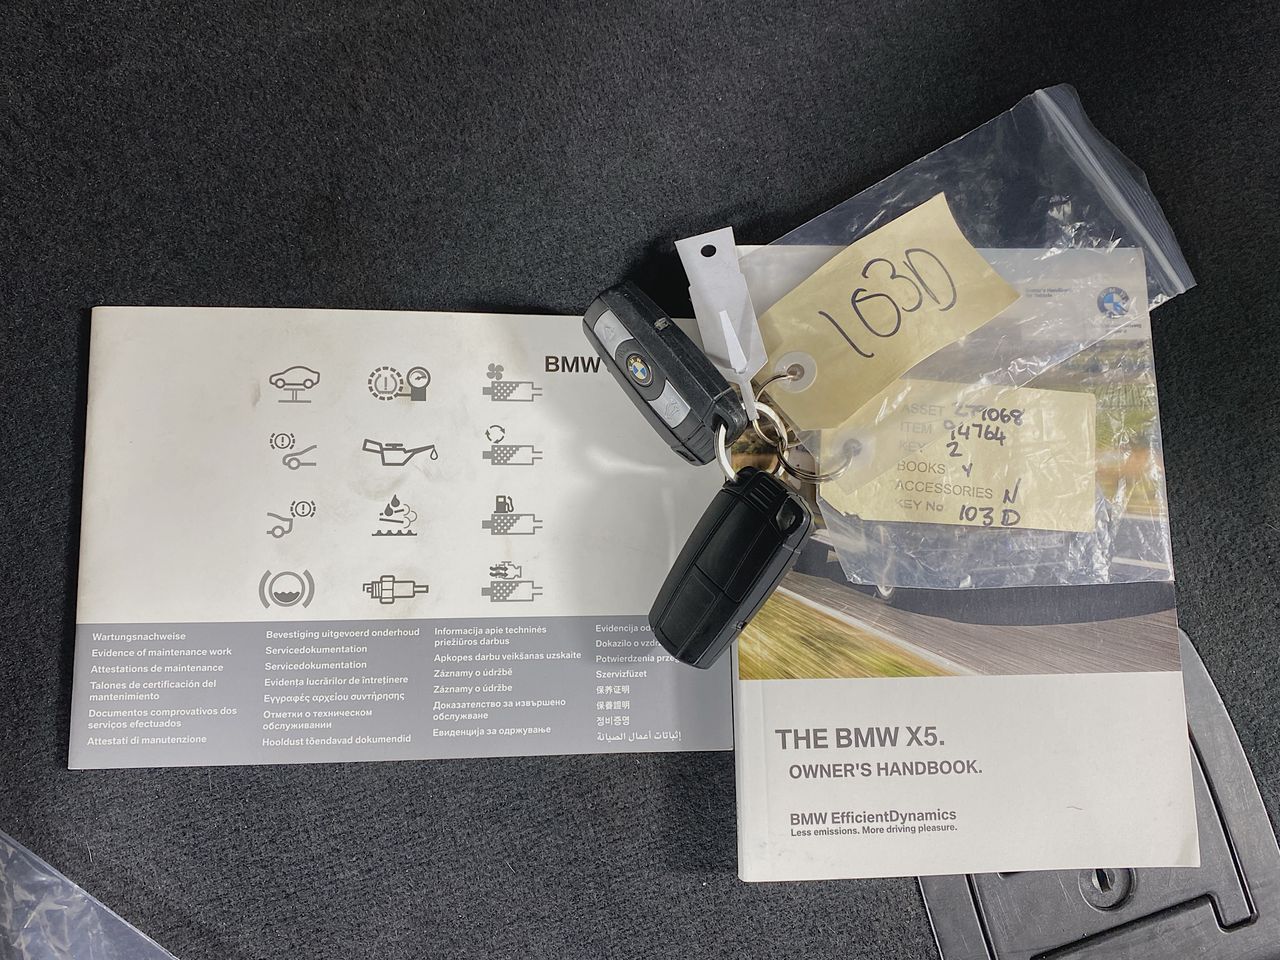 BMW
Wartungsnachweise
Evidence of maintenance work
Attestations de maintenance
Talones de certificación del
mantenimiento
Documentos comprovativos dos
serviços efectuados
Attestati di manutenzione
Bevestiging uitgevoerd onderhoud
Servicedokumentation
Servicedokumentation
Evidența lucrărilor de întreținere
Εγγραφές αρχείου συντήρησης
Отметки о техническом
обслуживании
Hooldust tõendavad dokumendid
Informacija apie techninės
priežiūros darbus
Apkopes darbu veikšanas uzskaite
Záznamy o údržbě
Záznamy o údržbe
Доказателство за извършено
обслужване
Евиденција за одржување
Evidencija
Dokazilo o
Potwierdzenia
Szervizfüzet
保养证明
保養證明
정비증명
إثباتات أعمال الصيانة
163D
ASSET 271068
ITEM 94764
KEY 2
BOOKS Y
ACCESSORIES N
KEY No 103D
THE BMW X5.
OWNER'S HANDBOOK.
BMW EfficientDynamics
Less emissions. More driving pleasure.